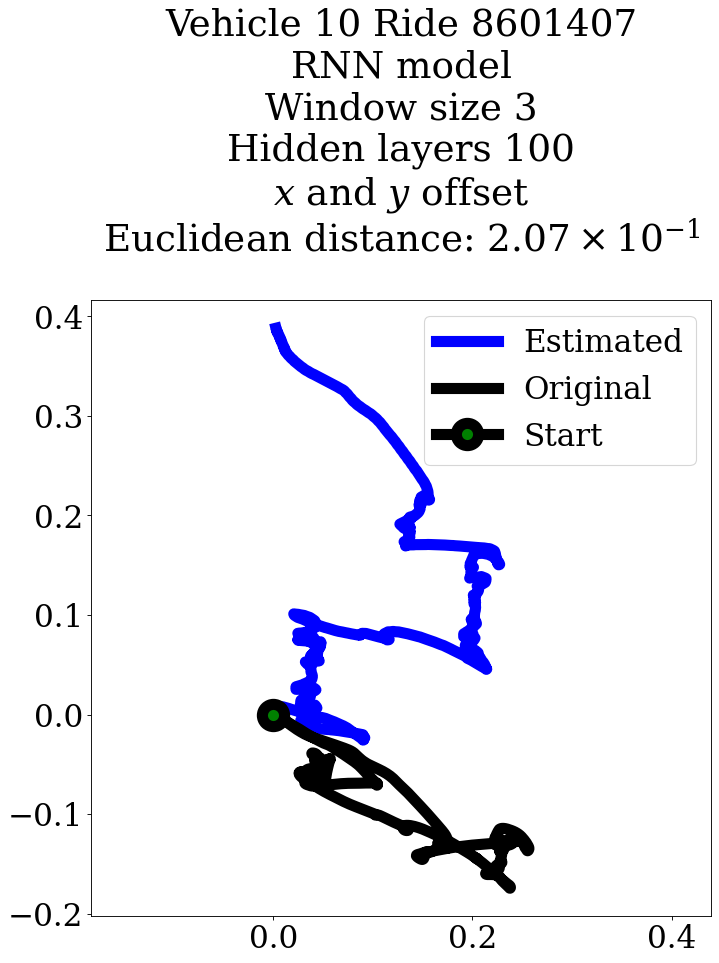 Vehicle 10 Ride 8601407
RNN model
Window size 3
Hidden layers 100
x and y offset
Euclidean distance: 2.07 × 10⁻¹
Estimated
Original
Start
0.4
0.3
0.2
0.1
0.0
−0.1
−0.2
0.0 0.2 0.4